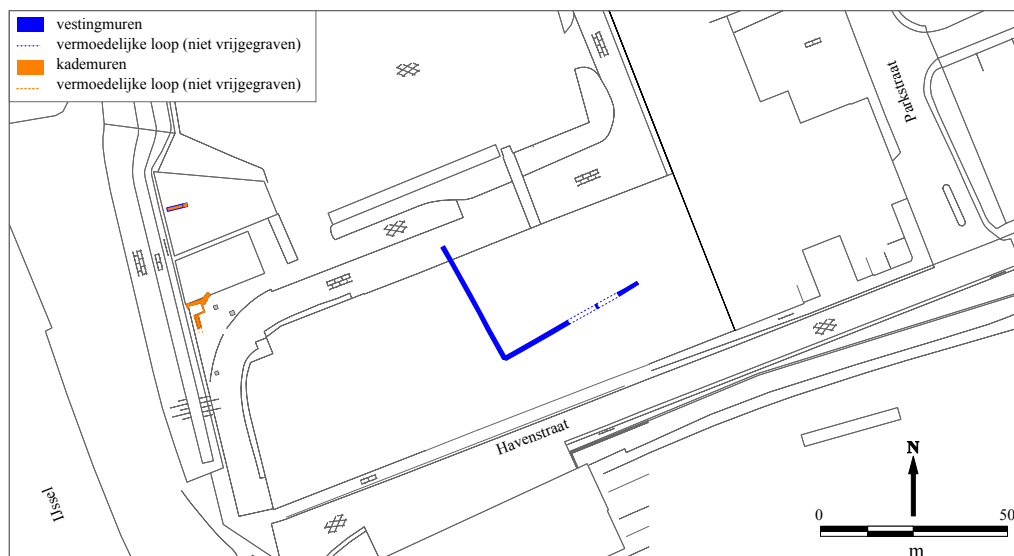 vestingmuren
vermoedelijke loop (niet vrijgegraven)
kademuren
vermoedelijke loop (niet vrijgegraven)
Parkstraat
Havenstraat
IJssel
N
0 50
m